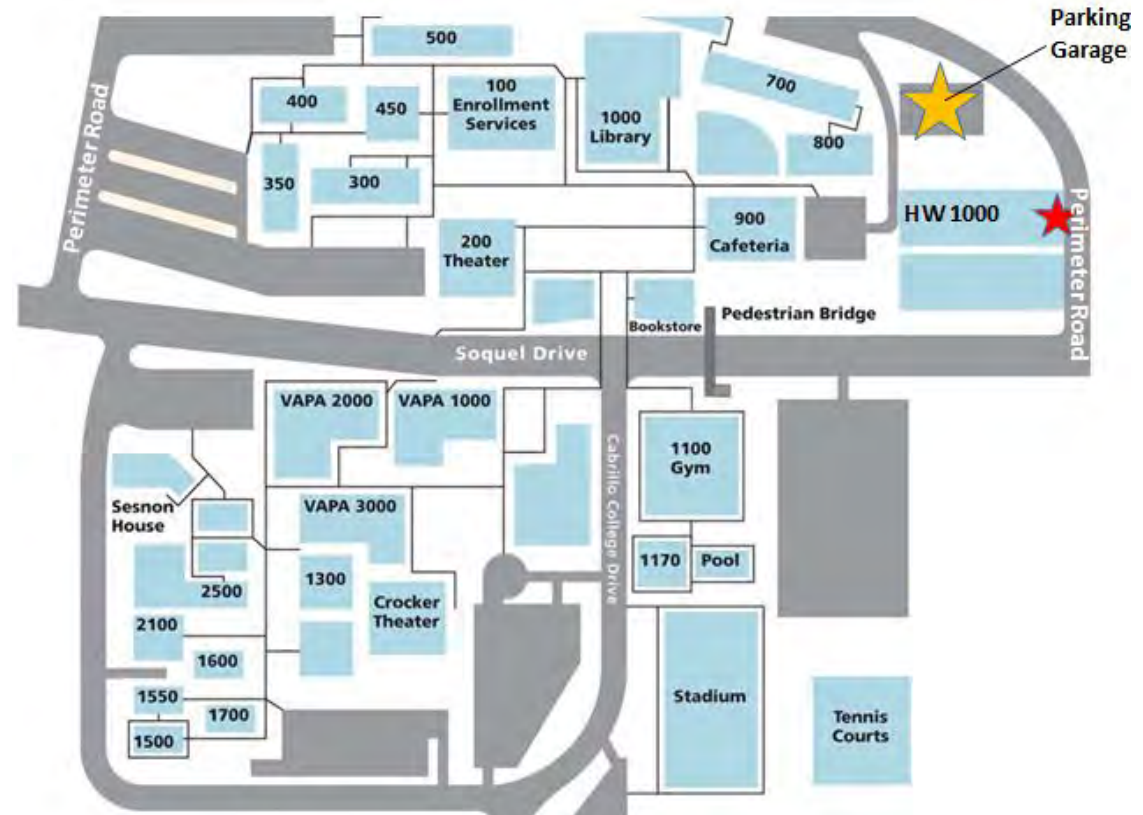 Parking
Garage
500
100
Enrollment
Services
400
450
1000
Library
700
800
350
300
Perimeter Road
HW 1000
Perimeter Road
900
Cafeteria
200
Theater
Bookstore
Pedestrian Bridge
Soquel Drive
VAPA 2000
VAPA 1000
Cabrillo College Drive
1100
Gym
Sesnon
House
VAPA 3000
1170
Pool
1300
2500
Crocker
Theater
2100
1600
1550
1700
1500
Stadium
Tennis
Courts